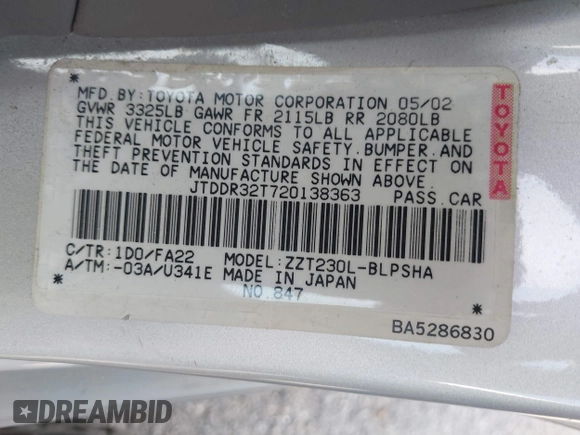 MFD.BY:TOYOTA MOTOR CORPORATION 05/02
GVWR 3325LB GAWR FR 2115LB RR 2080LB
THIS VEHICLE CONFORMS TO ALL APPLICABLE
FEDERAL MOTOR VEHICLE SAFETY.BUMPER.AND
THEFT PREVENTION STANDARDS IN EFFECT ON
THE DATE OF MANUFACTURE SHOWN ABOVE.
JTDDR32T720138363 PASS.CAR
TOYOTA
C/TR:1D0/FA22 MODEL:ZZT230L-BLPSHA
A/TM:-03A/U341E MADE IN JAPAN
NO.847
BA5286830
DREAMBID